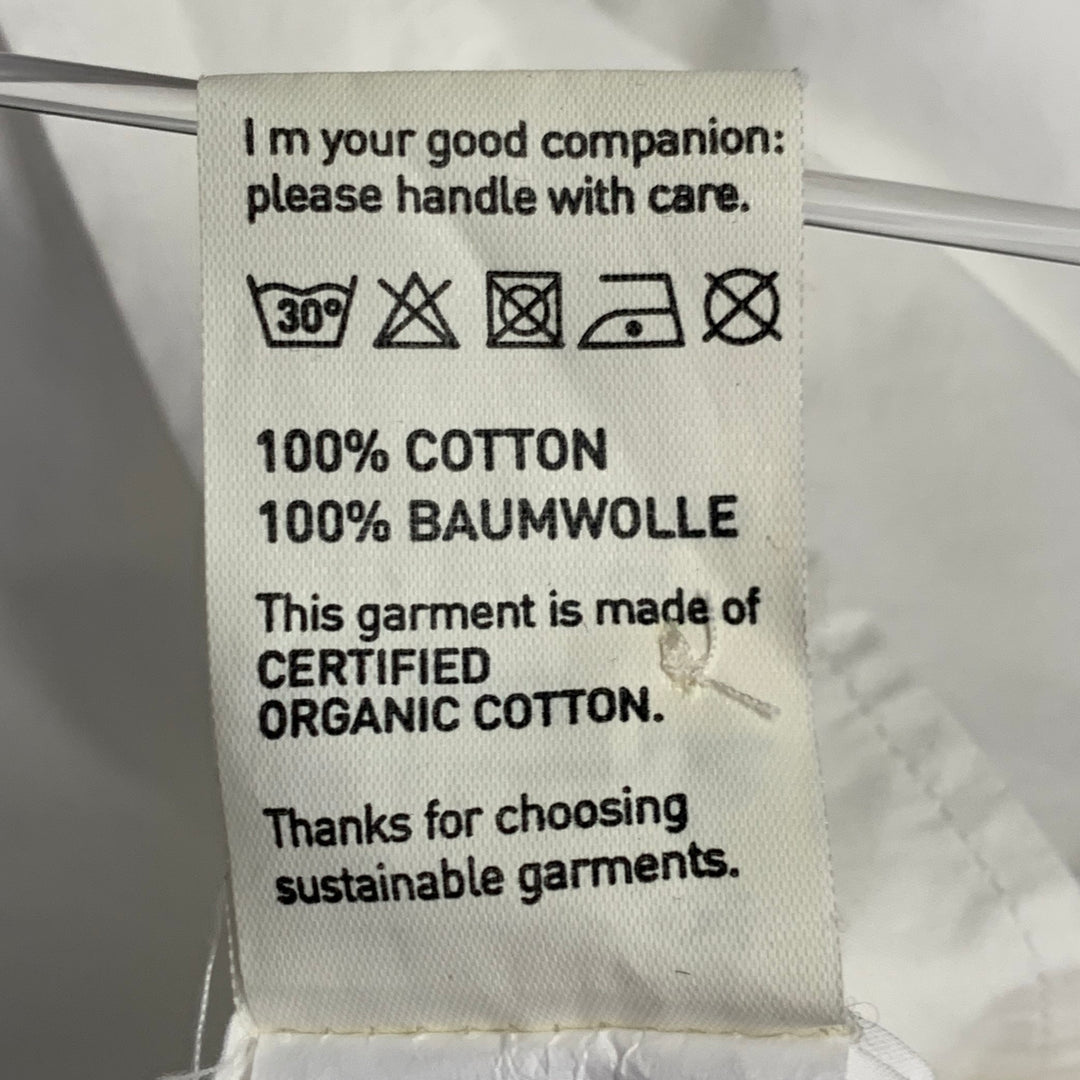 I m your good companion:
please handle with care.
30°
100% COTTON
100% BAUMWOLLE
This garment is made of
CERTIFIED
ORGANIC COTTON.
Thanks for choosing
sustainable garments.